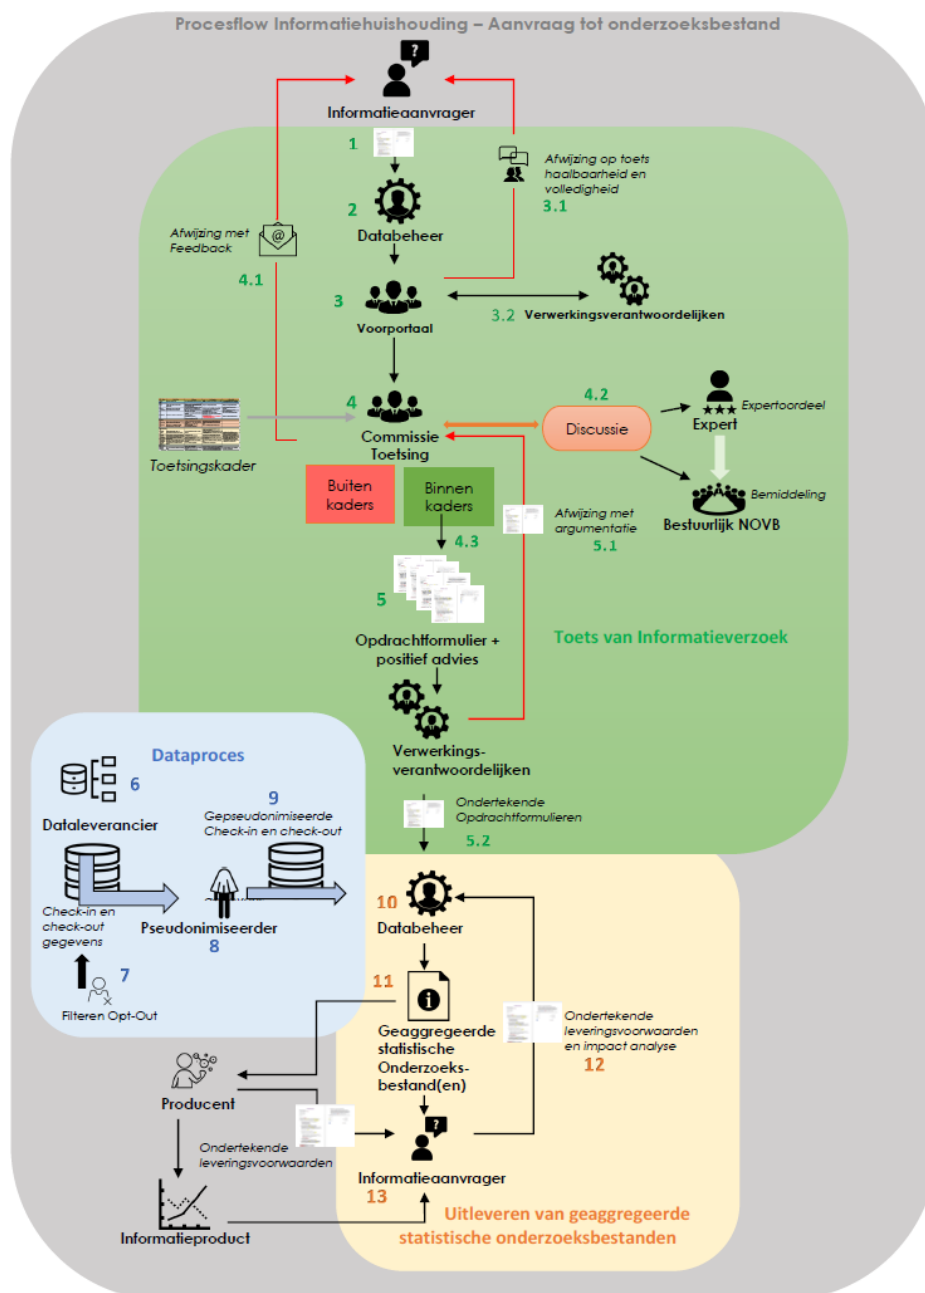 Procesflow Informatiehuishouding – Aanvraag tot onderzoeksbestand
?
Informatieaanvrager
1
Afwijzing op toets
haalbaarheid en
volledigheid
3.1
2
Databeheer
Afwijzing met
Feedback
@
4.1
3
Voorportaal
3.2
Verwerkingsverantwoordelijken
4
Commissie
Toetsing
Toetsingskader
4.2
Discussie
Expertoordeel
Expert
Bemiddeling
Bestuurlijk NOVB
Buiten
kaders
Binnen
kaders
Afwijzing met
argumentatie
5.1
4.3
5
Opdrachtformulier +
positief advies
Toets van Informatieverzoek
Verwerkings-
verantwoordelijken
Ondertekende
Opdrachtformulieren
5.2
Dataproces
6
Dataleverancier
9
Gepseudonimiseerde
Check-in en check-out
Check-in en
check-out
gegevens
Pseudonimiseerder
8
7
Filteren Opt-Out
10
Databeheer
11
i
Geaggregeerde
statistische
Onderzoeks-
bestand(en)
Ondertekende
leveringsvoorwaarden
en impact analyse
12
Producent
Ondertekende
leveringsvoorwaarden
?
Informatieaanvrager
13
Informatieproduct
Uitleveren van geaggregeerde
statistische onderzoeksbestanden